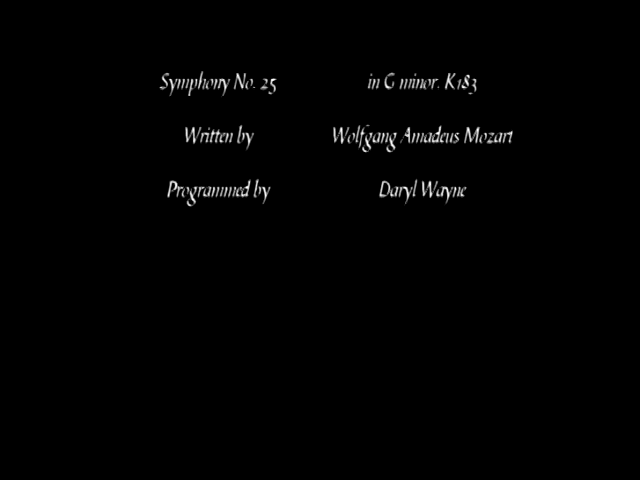 Symphony No. 25 in G minor. K183
Written by Wolfgang Amadeus Mozart
Programmed by Daryl Wayne